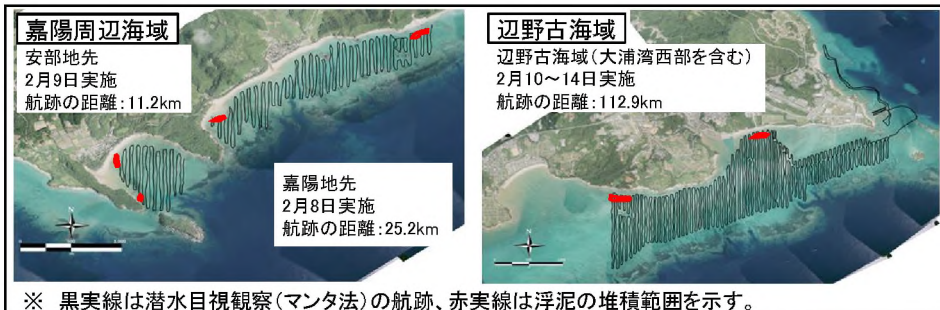 嘉陽周辺海域
安部地先
2月9日実施
航跡の距離:11.2km
嘉陽地先
2月8日実施
航跡の距離:25.2km
辺野古海域
辺野古海域(大浦湾西部を含む)
2月10~14日実施
航跡の距離:112.9km
※ 黒実線は潜水目視観察(マンタ法)の航跡、赤実線は浮泥の堆積範囲を示す。